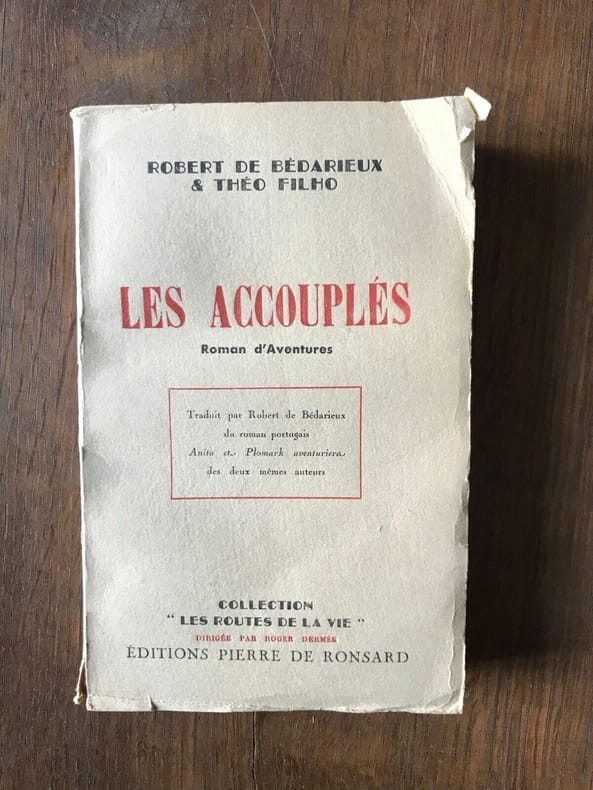 ROBERT DE BÉDARIEUX
& THÉO FILHO
LES ACCOUPLÉS
Roman d'Aventures
Traduit par Robert de Bédarieux
du roman portugais
Anita et Plomark aventuriera
des deux mêmes auteurs
COLLECTION
" LES ROUTES DE LA VIE "
DIRIGÉE PAR ROGER DERMÉE
ÉDITIONS PIERRE DE RONSARD